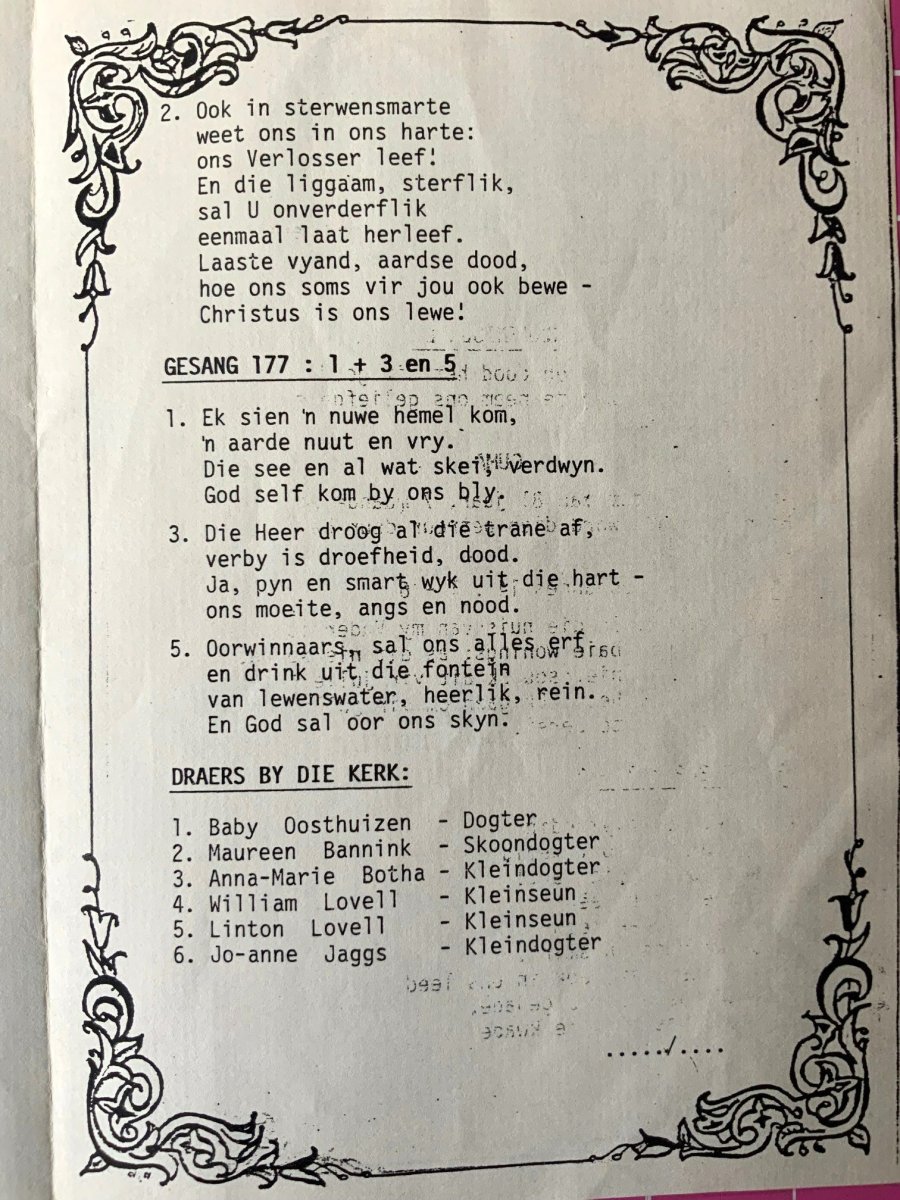 2. Ook in sterwensmarte
weet ons in ons harte:
ons Verlosser leef!
En die liggaam, sterflik,
sal U onverderflik
eenmaal laat herleef.
Laaste vyand, aardse dood,
hoe ons soms vir jou ook bewe -
Christus is ons lewe!
GESANG 177 : 1 + 3 en 5
1. Ek sien 'n nuwe hemel kom,
'n aarde nuut en vry.
Die see en al wat skei, verdwyn.
God self kom by ons bly.
3. Die Heer droog al die trane af,
verby is droefheid, dood.
Ja, pyn en smart wyk uit die hart -
ons moeite, angs en nood.
5. Oorwinnaars, sal ons alles erf
en drink uit die fontein
van lewenswater, heerlik, rein.
En God sal oor ons skyn.
DRAERS BY DIE KERK:
1. Baby Oosthuizen - Dogter
2. Maureen Bannink - Skoondogter
3. Anna-Marie Botha - Kleindogter
4. William Lovell - Kleinseun
5. Linton Lovell - Kleinseun
6. Jo-anne Jaggs - Kleindogter
...../....